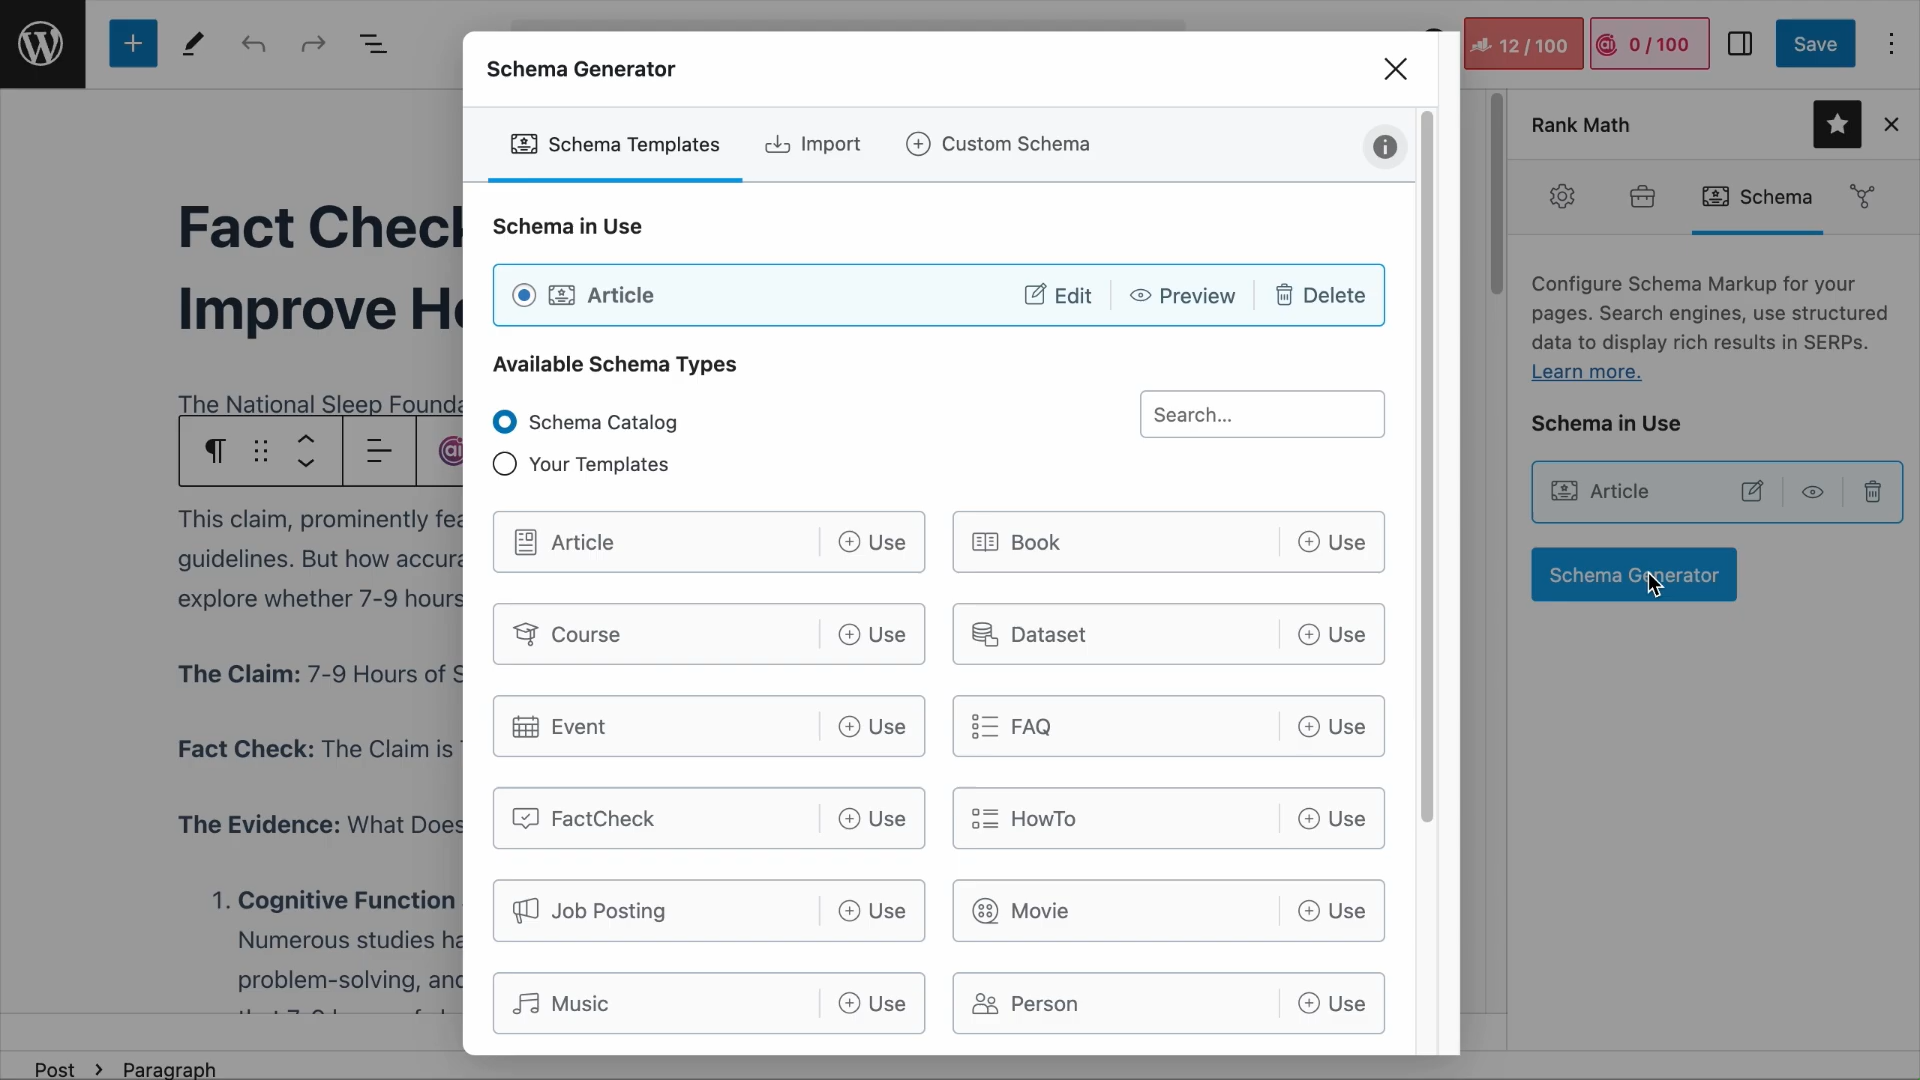 12 / 100
0 / 100
Save
Schema Generator
Schema Templates
Import
Custom Schema
Schema in Use
Article
Edit
Preview
Delete
Available Schema Types
Schema Catalog
Your Templates
Search...
Article
Use
Book
Use
Course
Use
Dataset
Use
Event
Use
FAQ
Use
FactCheck
Use
HowTo
Use
Job Posting
Use
Movie
Use
Music
Use
Person
Use
Fact Check
Improve
The National Sleep
This claim, prominently
guidelines. But how
explore whether 7-9 hours
The Claim: 7-9 Hours of
Fact Check: The Claim is
The Evidence: What Does
1. Cognitive Function
Numerous studies
problem-solving,
Rank Math
Schema
Configure Schema Markup for your
pages. Search engines, use structured
data to display rich results in SERPs.
Learn more.
Schema in Use
Article
Schema Generator
Post
Paragraph